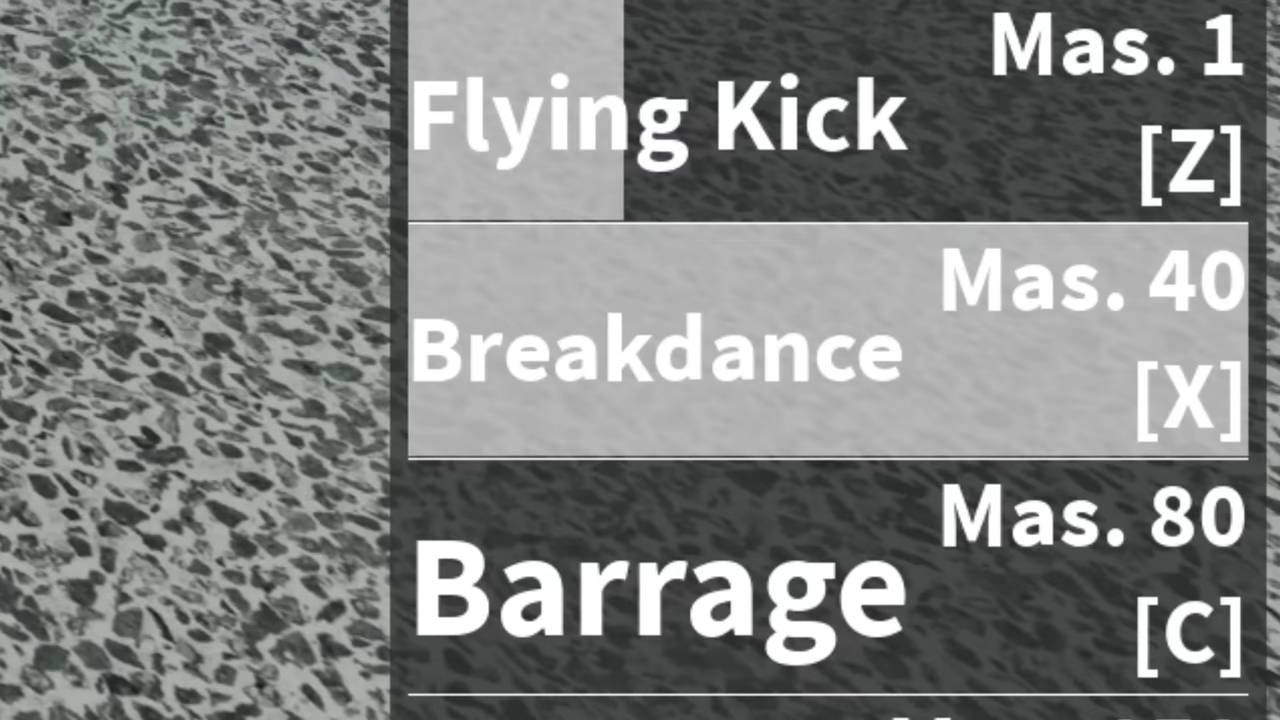 Mas. 1
Flying Kick
[Z]
Mas. 40
Breakdance
[X]
Mas. 80
Barrage
[C]